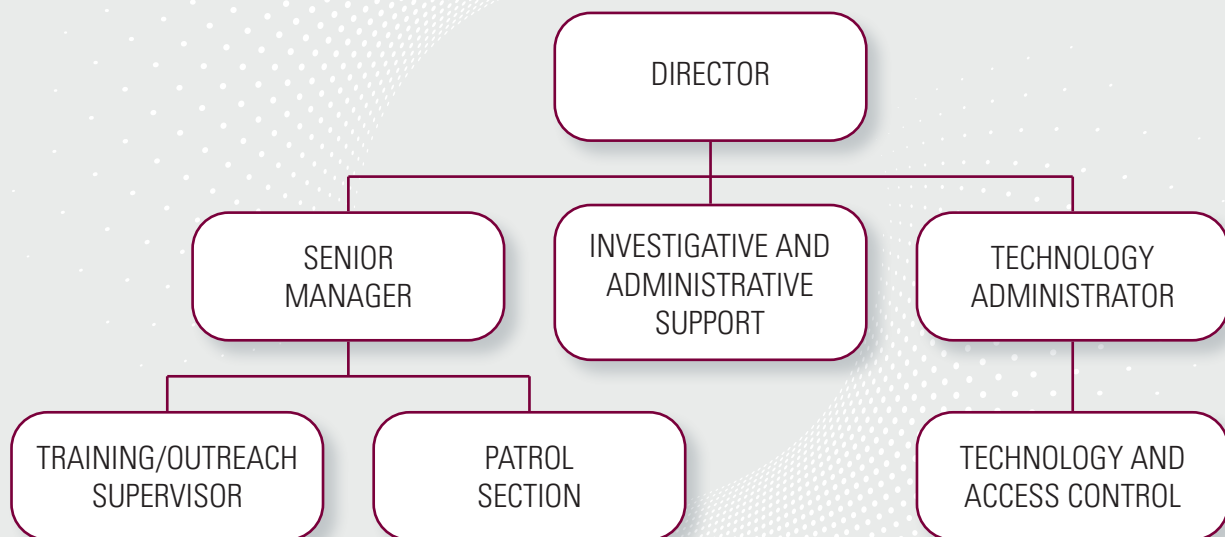 DIRECTOR
SENIOR
MANAGER
INVESTIGATIVE AND
ADMINISTRATIVE
SUPPORT
TECHNOLOGY
ADMINISTRATOR
TRAINING/OUTREACH
SUPERVISOR
PATROL
SECTION
TECHNOLOGY AND
ACCESS CONTROL